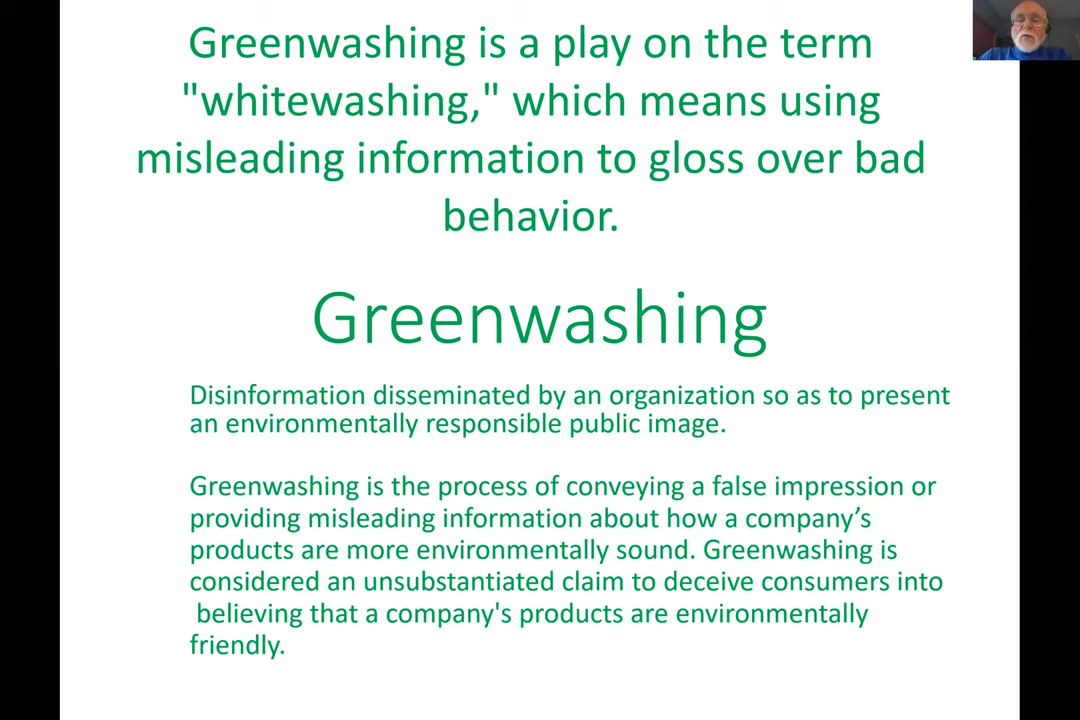 Greenwashing is a play on the term
"whitewashing," which means using
misleading information to gloss over bad
behavior.
Greenwashing
Disinformation disseminated by an organization so as to present
an environmentally responsible public image.
Greenwashing is the process of conveying a false impression or
providing misleading information about how a company’s
products are more environmentally sound. Greenwashing is
considered an unsubstantiated claim to deceive consumers into
believing that a company's products are environmentally
friendly.